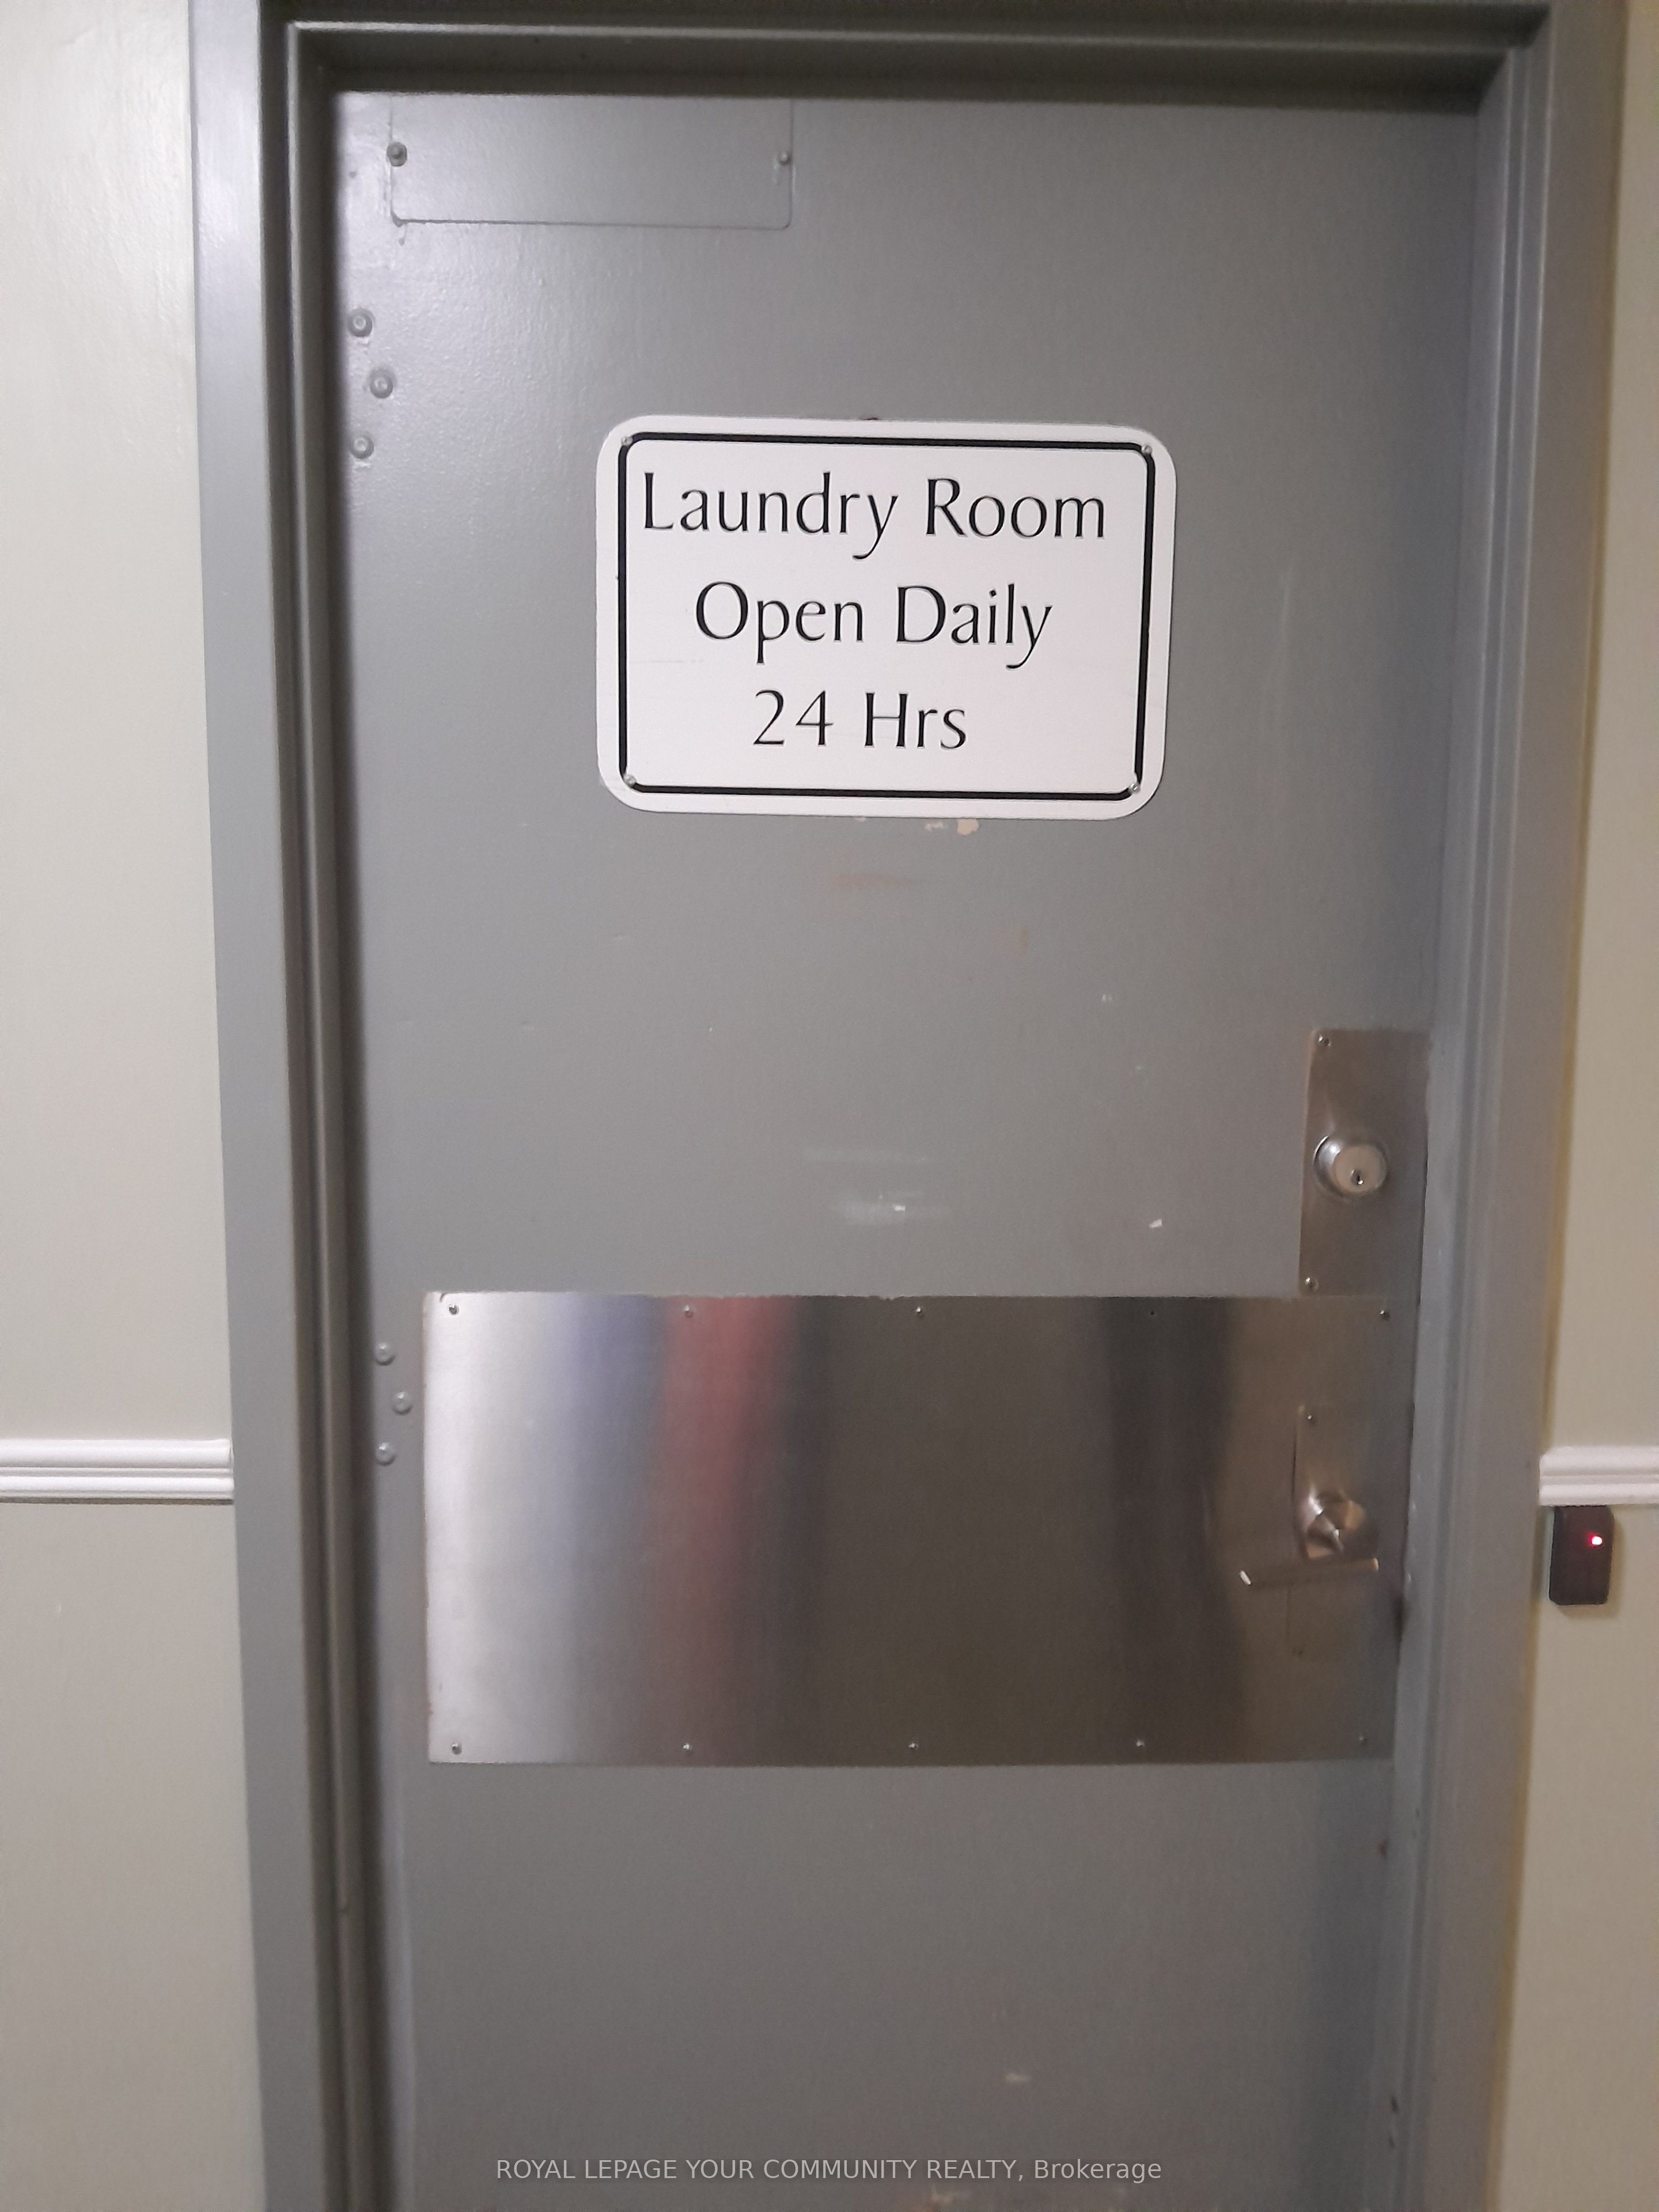 Laundry Room
Open Daily
24 Hrs
ROYAL LEPAGE YOUR COMMUNITY REALTY, Brokerage